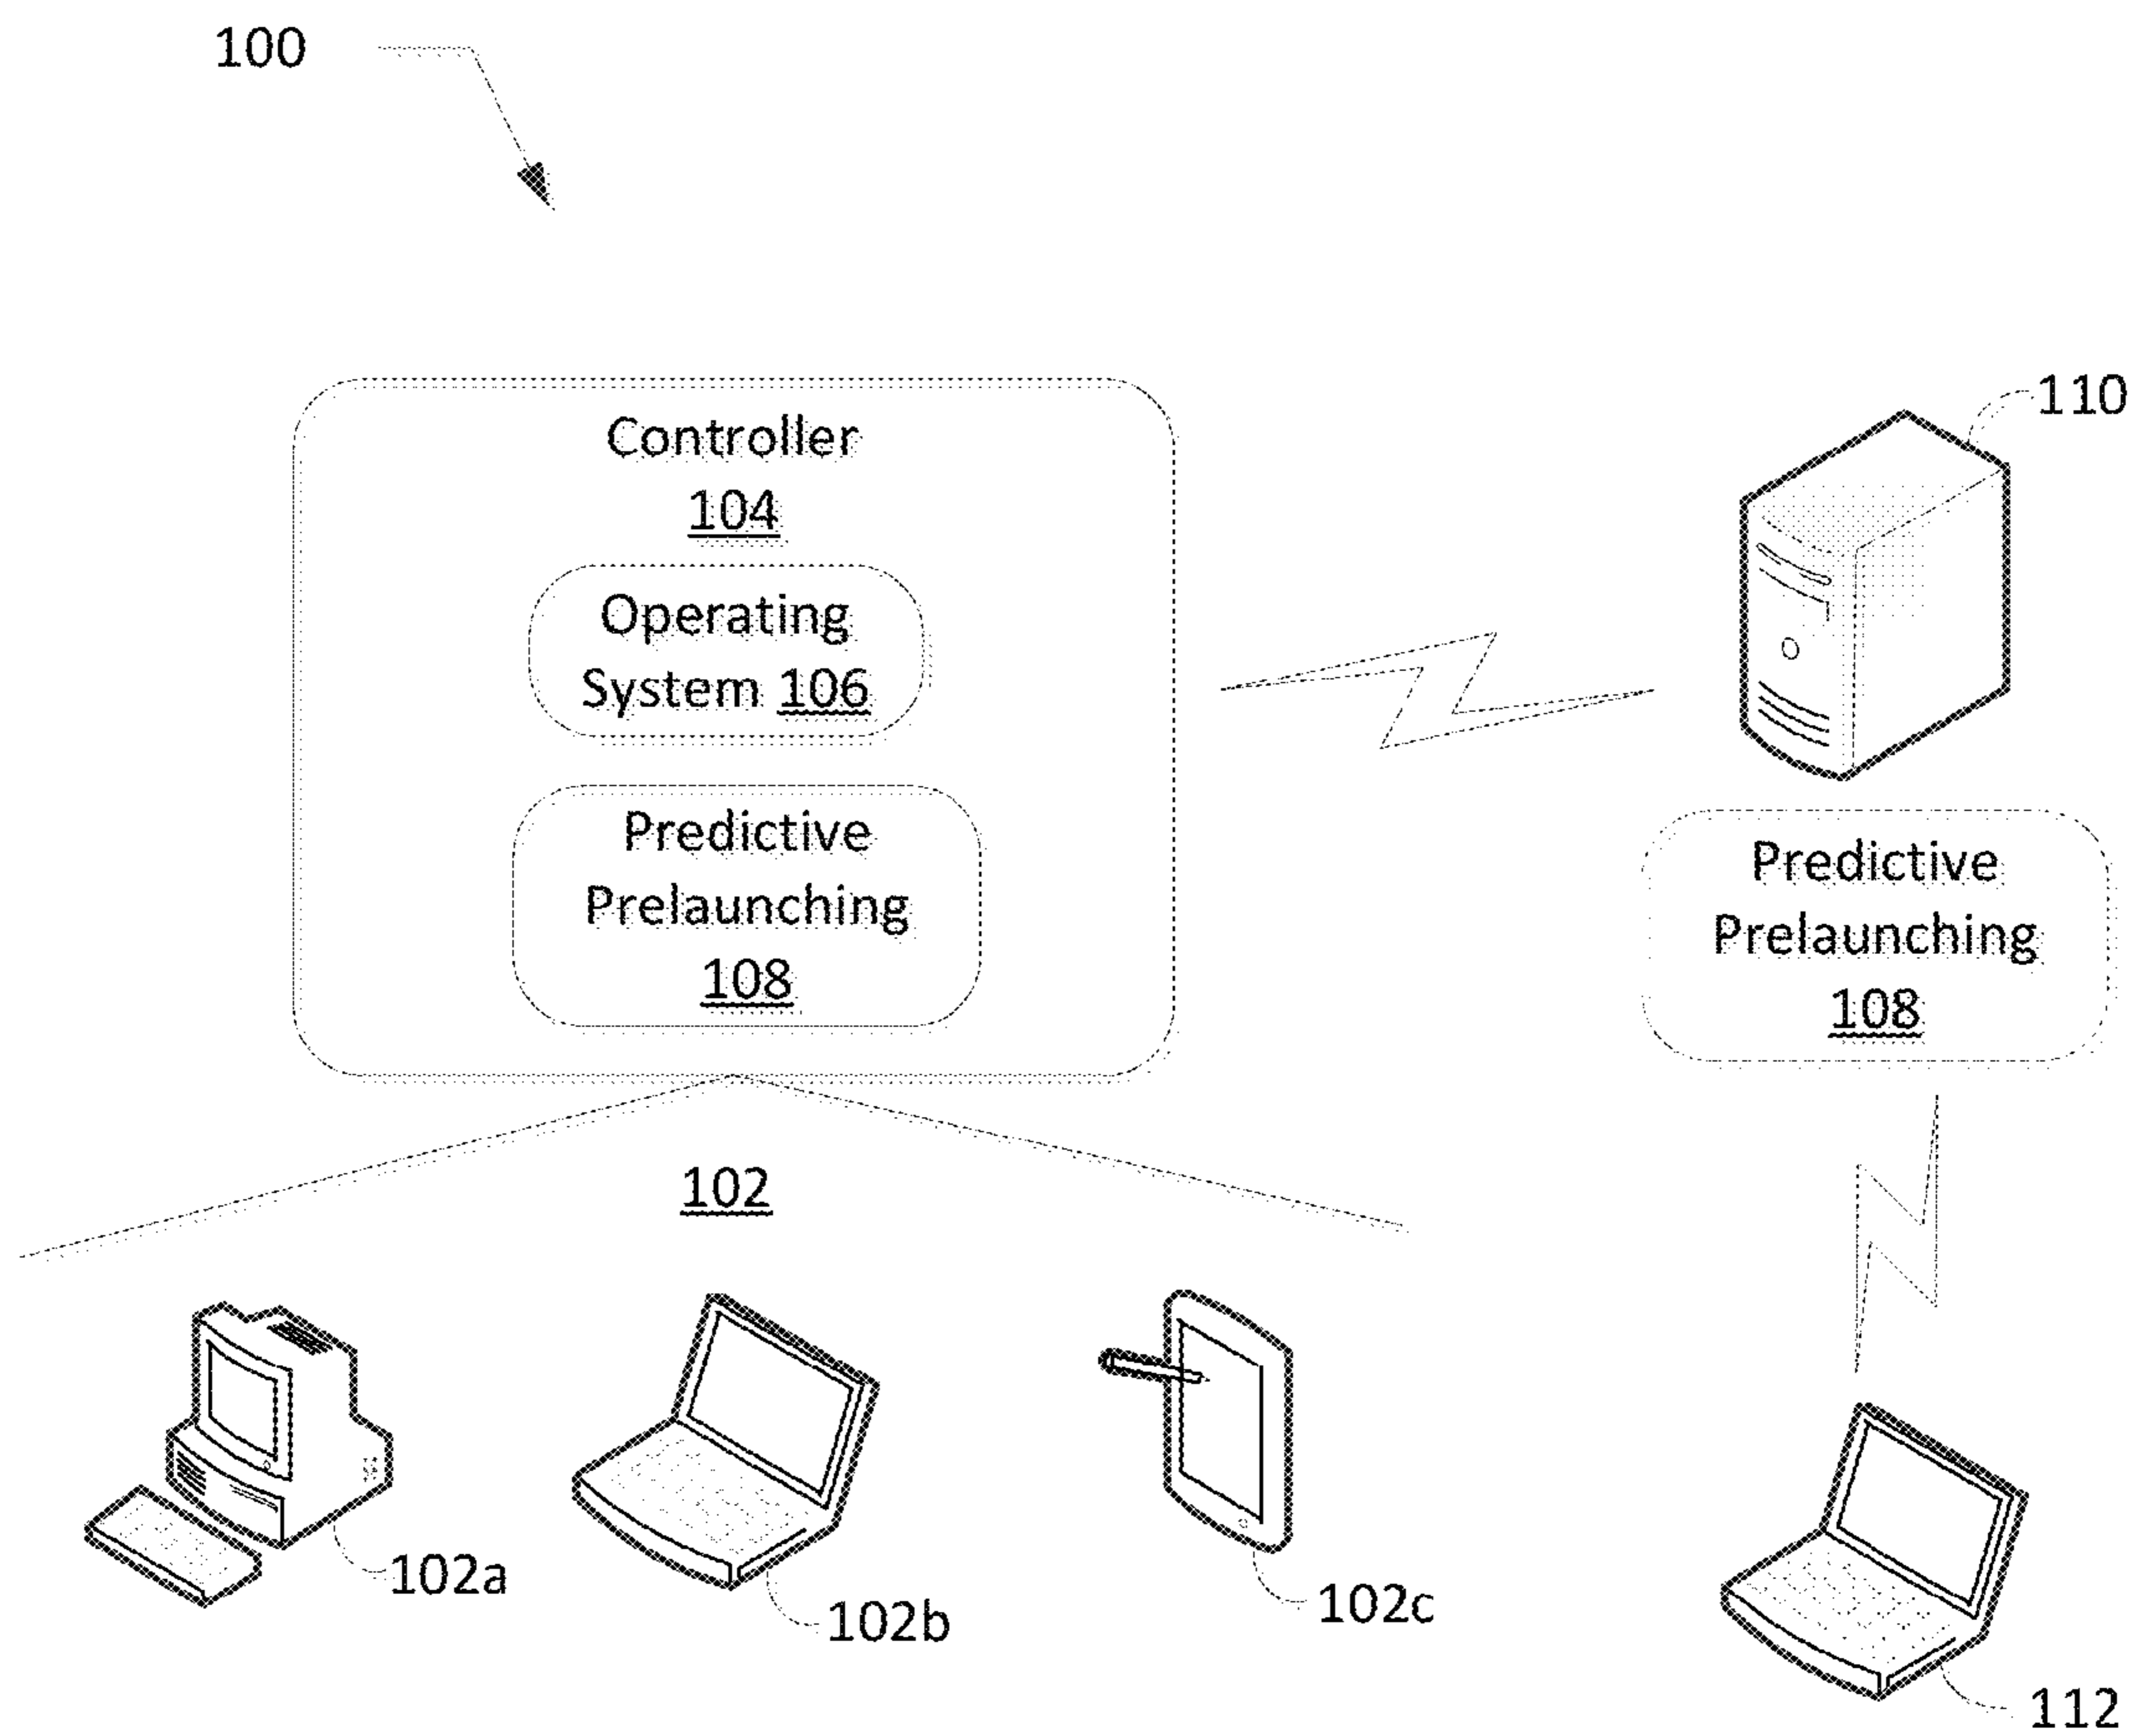 100
Controller
104
Operating
System 106
Predictive
Prelaunching
108
110
Predictive
Prelaunching
108
102
102a
102b
102c
112